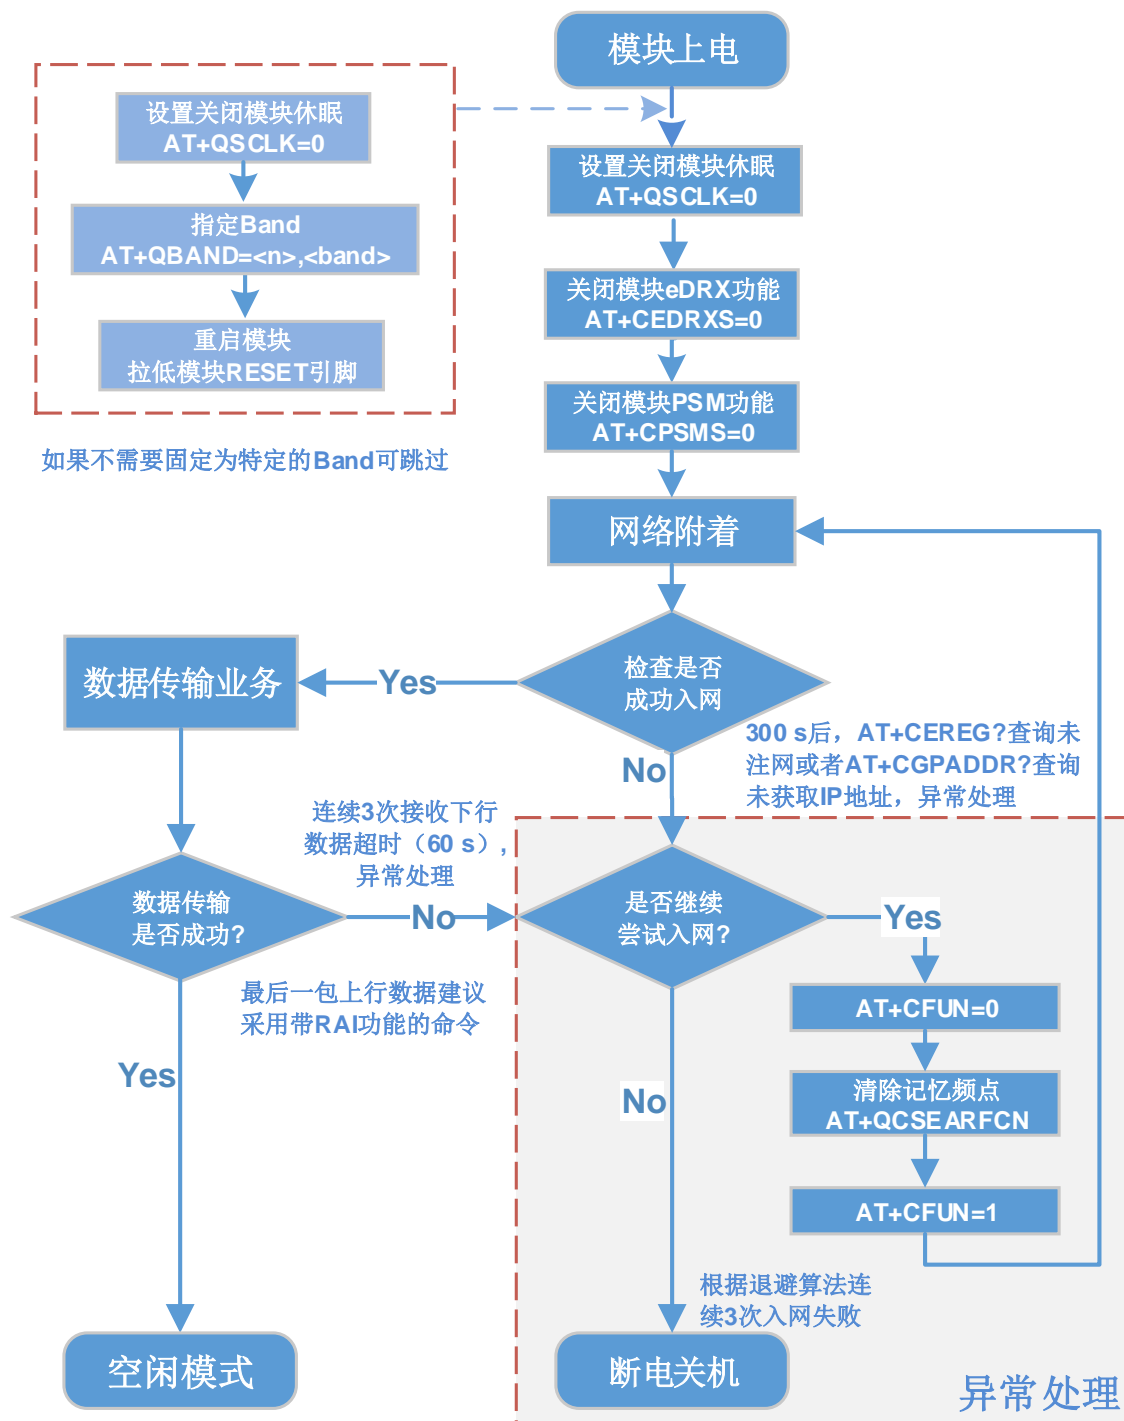 模块上电
设置关闭模块休眠
AT+QSCLK=0
指定Band
AT+QBAND=<n>,<band>
重启模块
拉低模块RESET引脚
如果不需要固定为特定的Band可跳过
设置关闭模块休眠
AT+QSCLK=0
关闭模块eDRX功能
AT+CEDRXS=0
关闭模块PSM功能
AT+CPSMS=0
网络附着
检查是否
成功入网
Yes
数据传输业务
No
300 s后，AT+CEREG?查询未
注网或者AT+CGPADDR?查询
未获取IP地址，异常处理
连续3次接收下行
数据超时（60 s），
异常处理
数据传输
是否成功?
No
是否继续
尝试入网?
Yes
最后一包上行数据建议
采用带RAI功能的命令
AT+CFUN=0
Yes
No
清除记忆频点
AT+QCSEARFCN
AT+CFUN=1
根据退避算法连
续3次入网失败
空闲模式
断电关机
异常处理